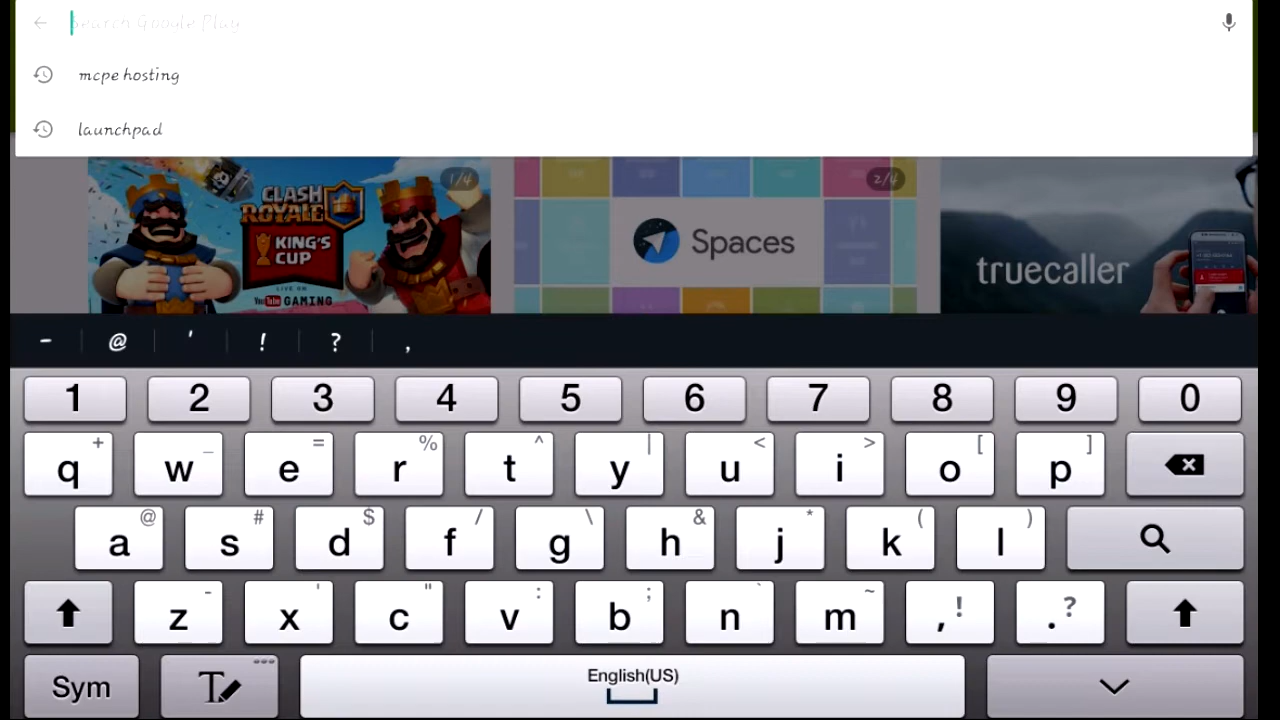 Search Google Play
mcpe hosting
launchpad
1/4
CLASH
ROYALE
KING'S
CUP
LIVE ON
YouTube GAMING
2/4
Spaces
truecaller
- @ ' ! ? ,
1 2 3 4 5 6 7 8 9 0
+ _ = % ^ | < > [ ]
q w e r t y u i o p
@ # $ / \ & * ( )
a s d f g h j k l
- ' " : ; ` ~ ! ?
z x c v b n m , .
Sym T English(US)